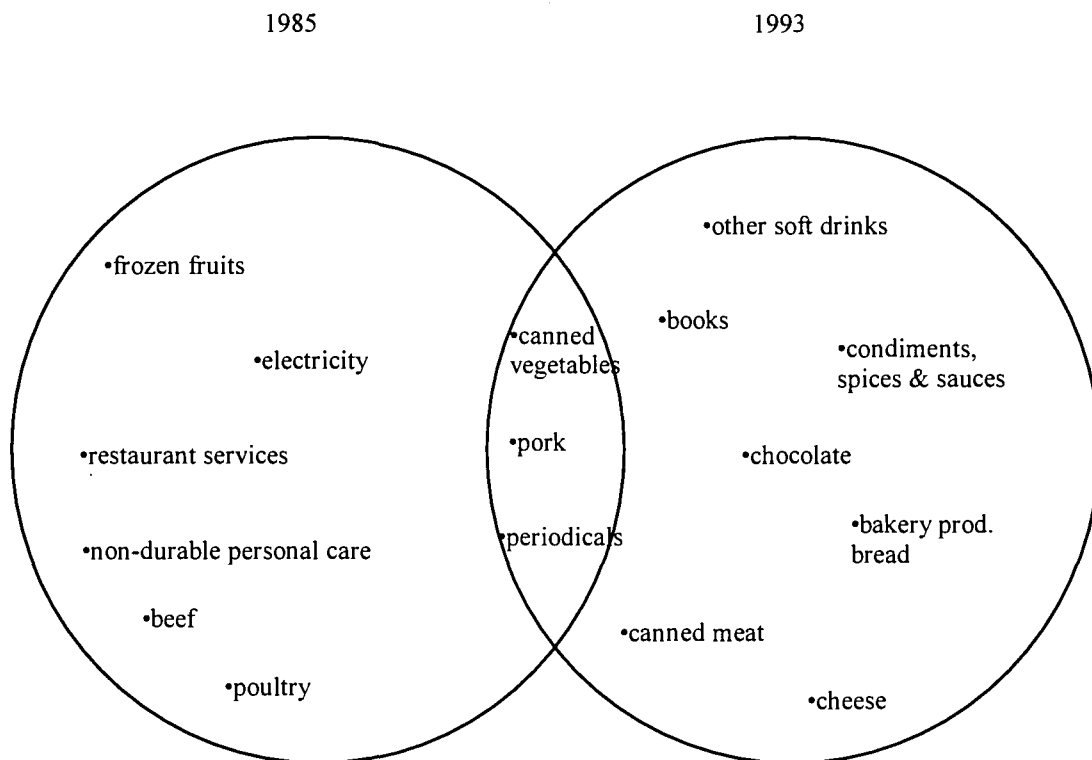 1985
1993
•frozen fruits
•electricity
•restaurant services
•non-durable personal care
•beef
•poultry
•canned
vegetables
•pork
•periodicals
•other soft drinks
•books
•condiments,
spices & sauces
•chocolate
•bakery prod.
bread
•canned meat
•cheese